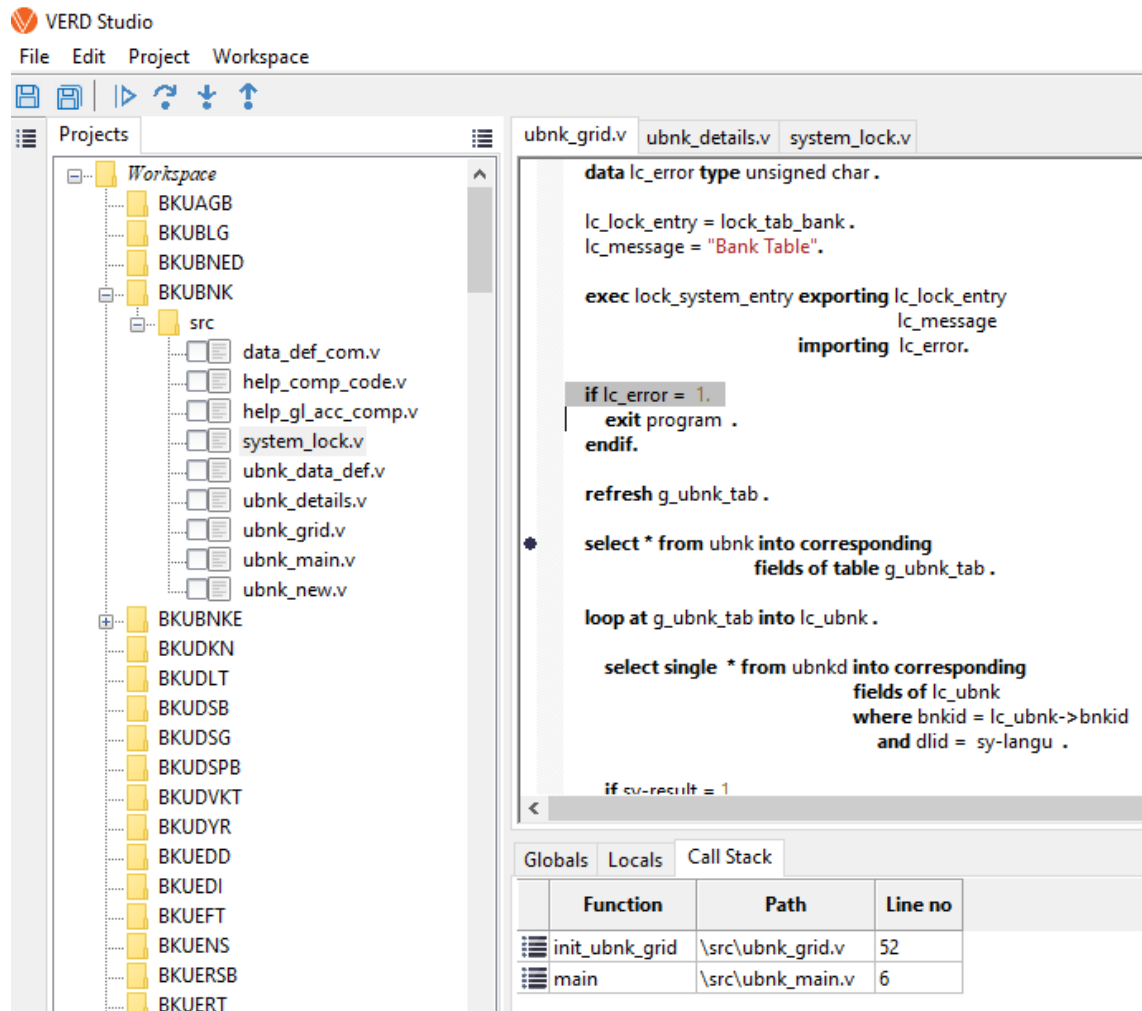 VERD Studio
File Edit Project Workspace
Projects
Workspace
BKUAGB
BKUBLG
BKUBNED
BKUBNK
src
data_def_com.v
help_comp_code.v
help_gl_acc_comp.v
system_lock.v
ubnk_data_def.v
ubnk_details.v
ubnk_grid.v
ubnk_main.v
ubnk_new.v
BKUBNKE
BKUDKN
BKUDLT
BKUDSB
BKUDSG
BKUDSPB
BKUDVKT
BKUDYR
BKUEDD
BKUEDI
BKUEFT
BKUENS
BKUERSB
BKUERT
ubnk_grid.v ubnk_details.v system_lock.v
data lc_error type unsigned char .
lc_lock_entry = lock_tab_bank .
lc_message = "Bank Table".
exec lock_system_entry exporting lc_lock_entry
lc_message
importing lc_error.
if lc_error = 1.
exit program .
endif.
refresh g_ubnk_tab .
select * from ubnk into corresponding
fields of table g_ubnk_tab .
loop at g_ubnk_tab into lc_ubnk .
select single * from ubnkd into corresponding
fields of lc_ubnk
where bnkid = lc_ubnk->bnkid
and dlid = sy-langu .
if sy-result = 1
Globals Locals Call Stack
Function Path Line no
init_ubnk_grid \src\ubnk_grid.v 52
main \src\ubnk_main.v 6